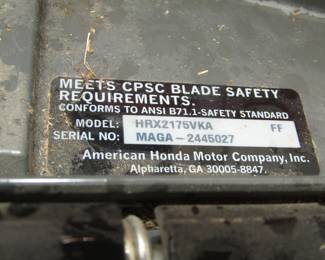 MEETS CPSC BLADE SAFETY
REQUIREMENTS.
CONFORMS TO ANSI B71.1-SAFETY STANDARD
MODEL: HRX2175VKA FF
SERIAL NO: MAGA-2445027
American Honda Motor Company, Inc.
Alpharetta, GA 30005-8847.